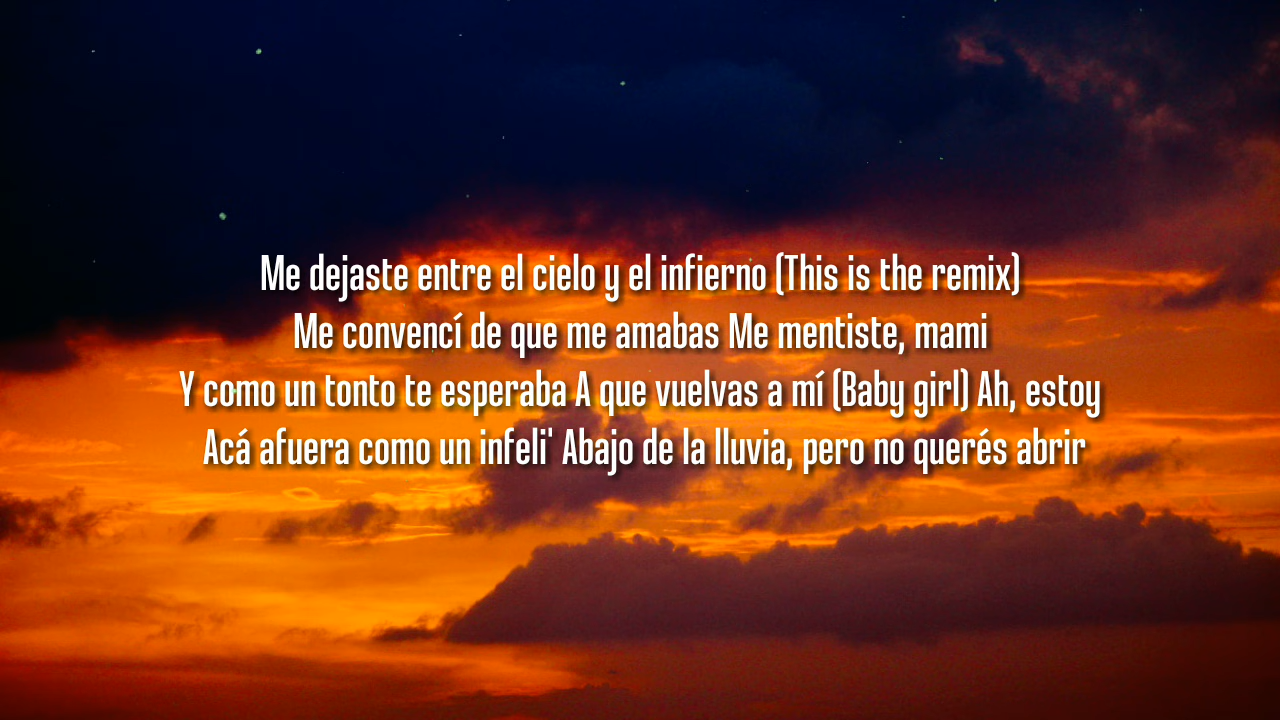 Me dejaste entre el cielo y el infierno (This is the remix)
Me convencí de que me amabas Me mentiste, mami
Y como un tonto te esperaba A que vuelvas a mí (Baby girl) Ah, estoy
Acá afuera como un infeli' Abajo de la lluvia, pero no querés abrir